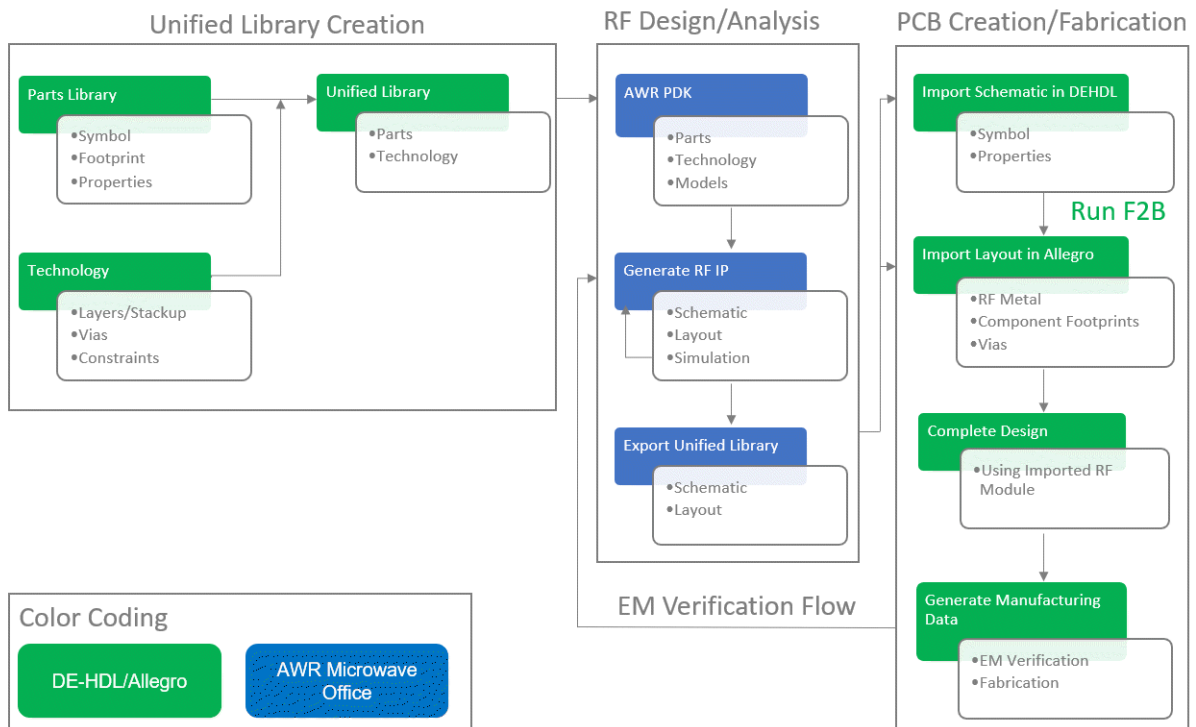 Unified Library Creation
Parts Library
•Symbol
•Footprint
•Properties
Unified Library
•Parts
•Technology
Technology
•Layers/Stackup
•Vias
•Constraints
RF Design/Analysis
AWR PDK
•Parts
•Technology
•Models
Generate RF IP
•Schematic
•Layout
•Simulation
Export Unified Library
•Schematic
•Layout
PCB Creation/Fabrication
Import Schematic in DEHDL
•Symbol
•Properties
Run F2B
Import Layout in Allegro
•RF Metal
•Component Footprints
•Vias
Complete Design
•Using Imported RF
Module
Generate Manufacturing
Data
•EM Verification
•Fabrication
EM Verification Flow
Color Coding
DE-HDL/Allegro
AWR Microwave
Office